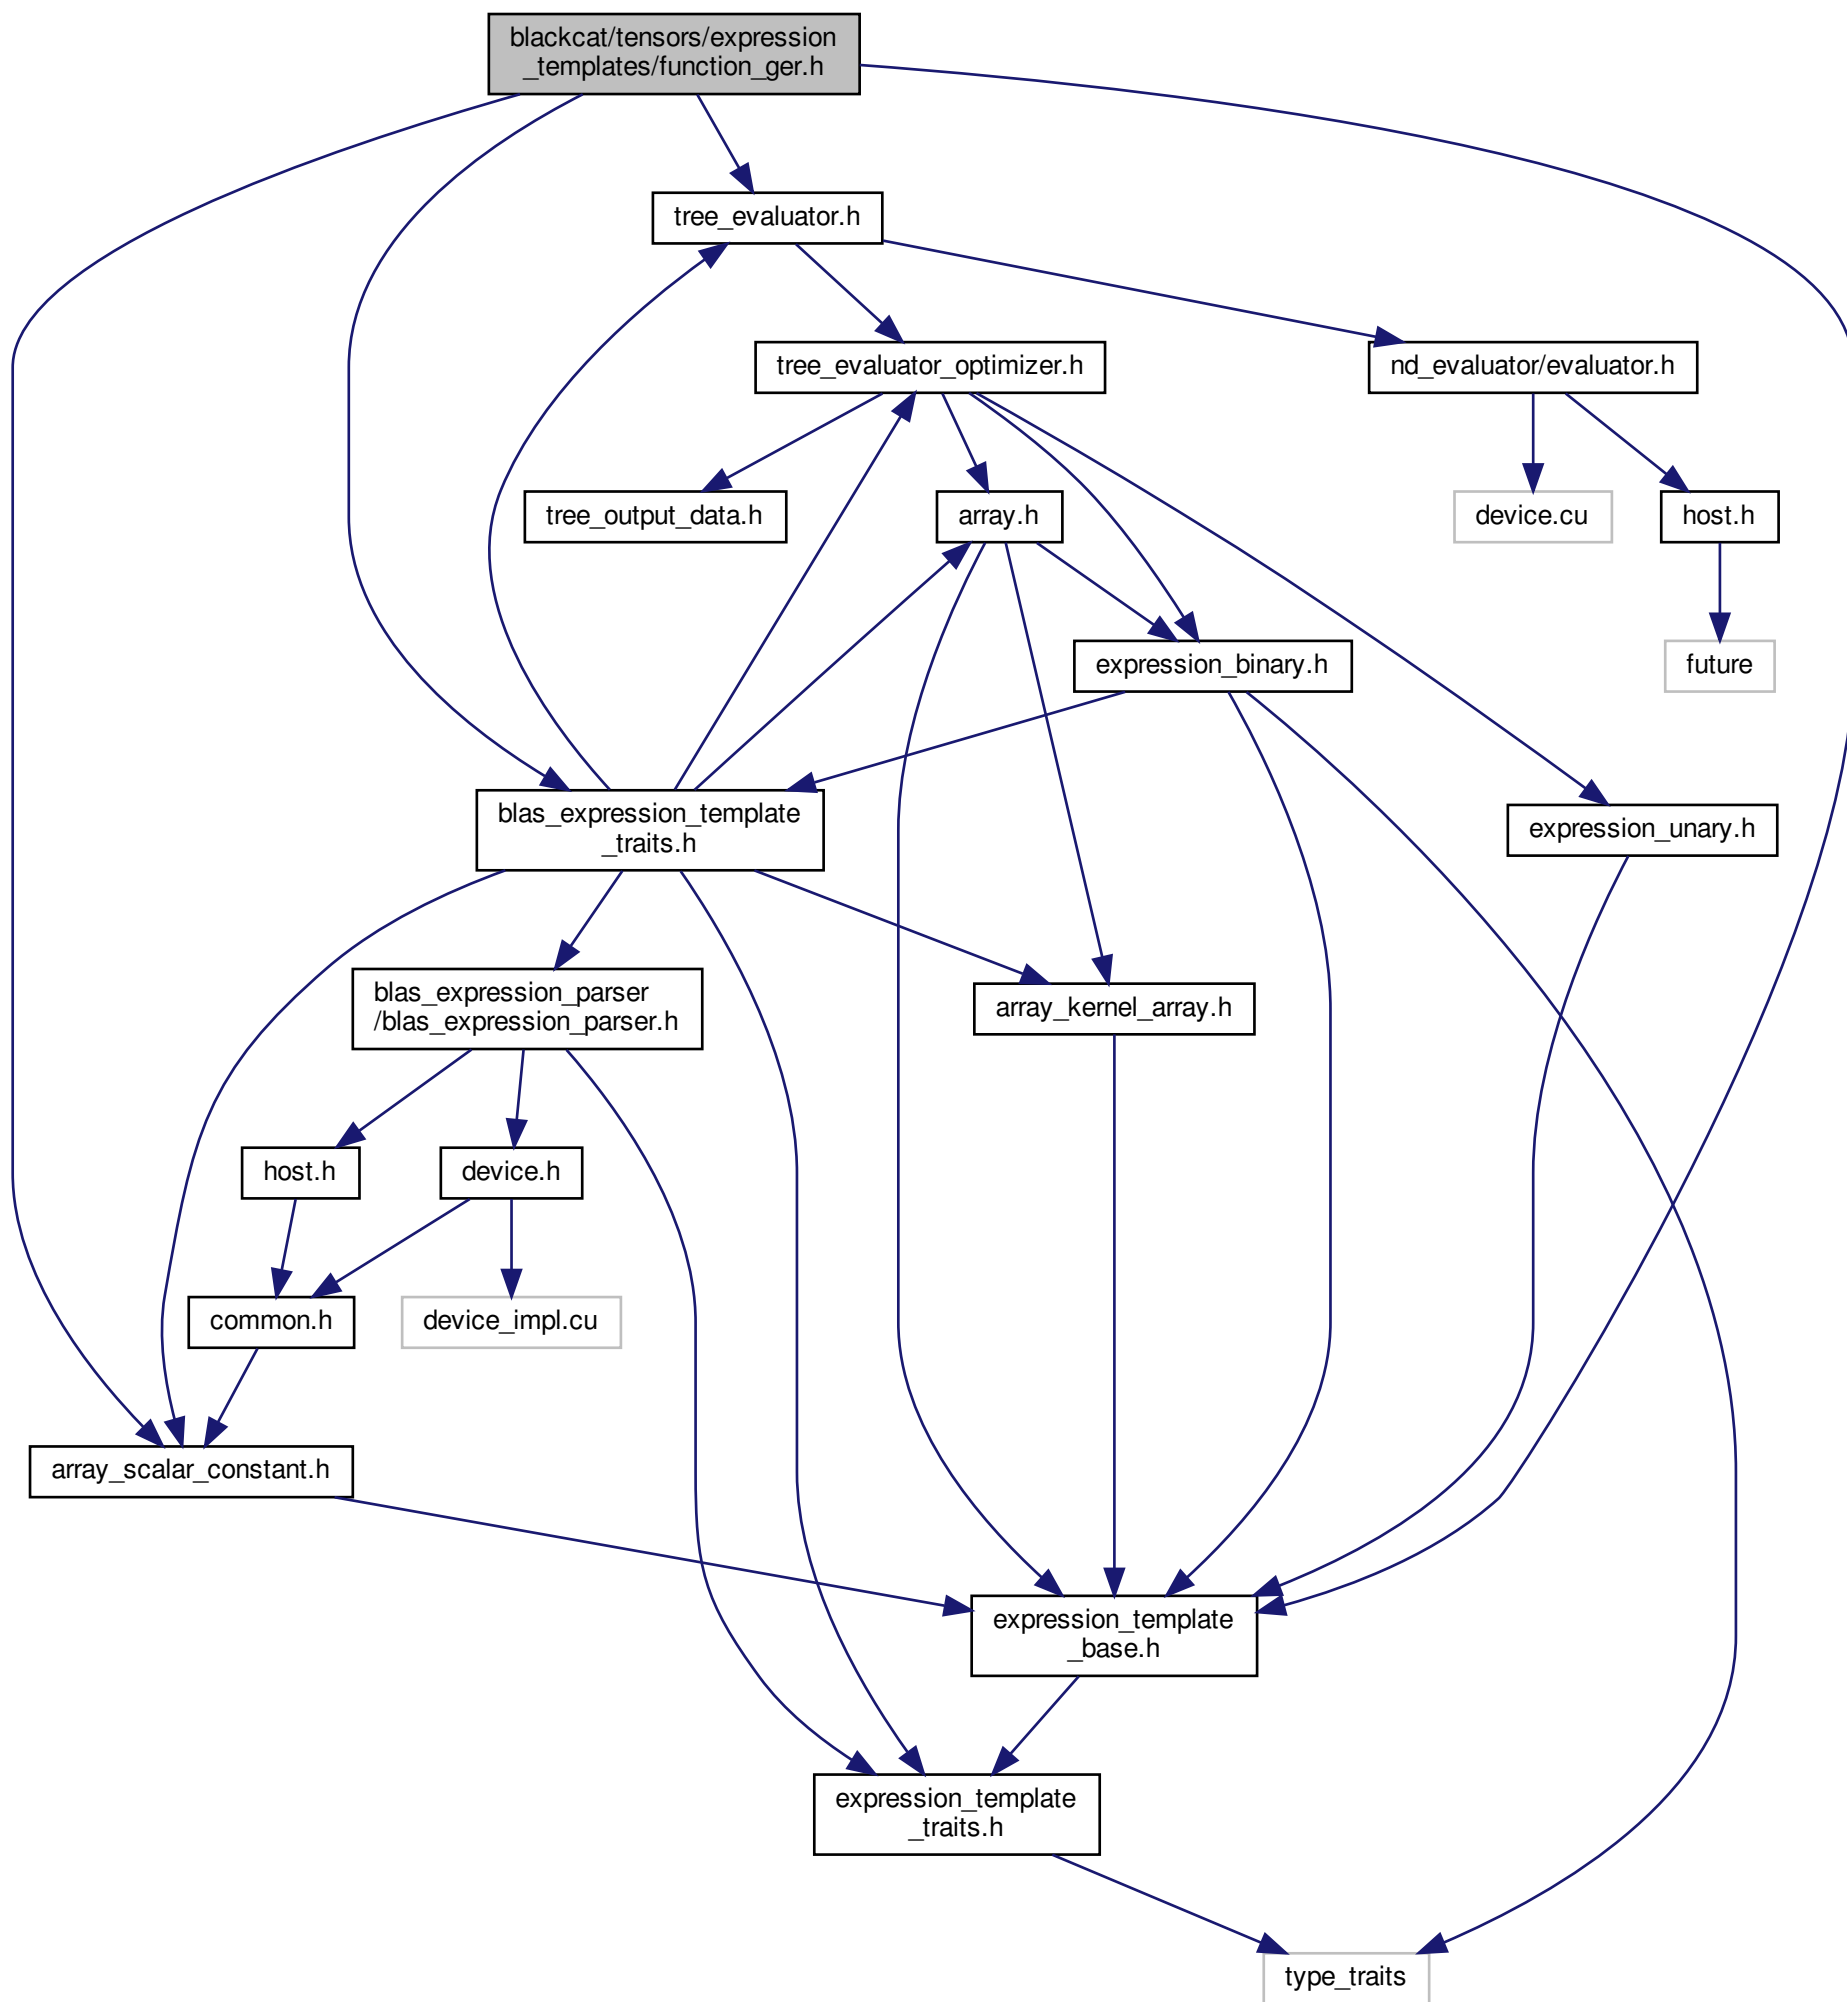 blackcat/tensors/expression
_templates/function_ger.h
tree_evaluator.h
tree_evaluator_optimizer.h
nd_evaluator/evaluator.h
tree_output_data.h
array.h
device.cu
host.h
expression_binary.h
future
blas_expression_template
_traits.h
expression_unary.h
blas_expression_parser
/blas_expression_parser.h
array_kernel_array.h
host.h
device.h
common.h
device_impl.cu
array_scalar_constant.h
expression_template
_base.h
expression_template
_traits.h
type_traits